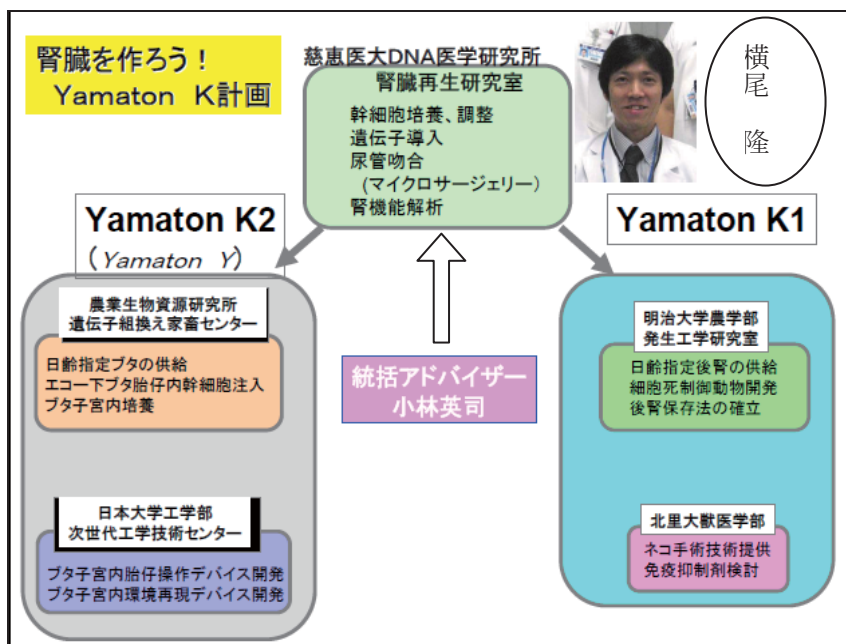 腎臓を作ろう！
Yamaton K計画
慈恵医大DNA医学研究所
腎臓再生研究室
幹細胞培養、調整
遺伝子導入
尿管吻合
(マイクロサージェリー)
腎機能解析
横尾 隆
Yamaton K2
(Yamaton Y)
農業生物資源研究所
遺伝子組換え家畜センター
日齢指定ブタの供給
エコー下ブタ胎仔内幹細胞注入
ブタ子宮内培養
日本大学工学部
次世代工学技術センター
ブタ子宮内胎仔操作デバイス開発
ブタ子宮内環境再現デバイス開発
統括アドバイザー
小林英司
Yamaton K1
明治大学農学部
発生工学研究室
日齢指定後腎の供給
細胞死制御動物開発
後腎保存法の確立
北里大獣医学部
ネコ手術技術提供
免疫抑制剤検討